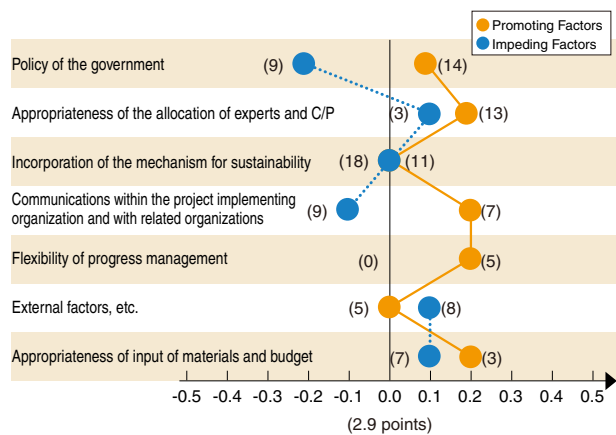 Promoting Factors
Impeding Factors
Policy of the government
(9)
(14)
Appropriateness of the allocation of experts and C/P
(3)
(13)
Incorporation of the mechanism for sustainability
(18)
(11)
Communications within the project implementing
organization and with related organizations
(9)
(7)
Flexibility of progress management
(0)
(5)
External factors, etc.
(5)
(8)
Appropriateness of input of materials and budget
(7)
(3)
-0.5 -0.3 -0.2 -0.1 0.0 0.1 0.2 0.3 0.5
(2.9 points)